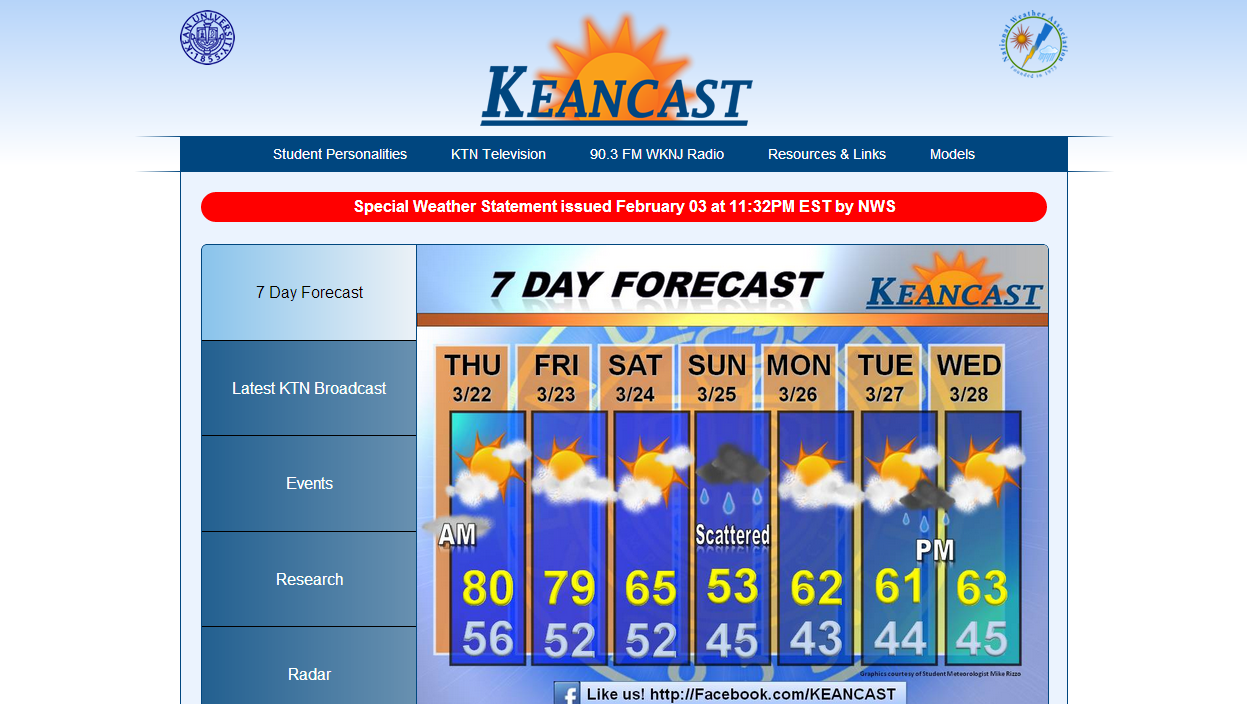 KEAN UNIVERSITY
1855
National Weather Association
Founded in 1975
KEANCAST
Student Personalities KTN Television 90.3 FM WKNJ Radio Resources & Links Models
Special Weather Statement issued February 03 at 11:32PM EST by NWS
7 Day Forecast
Latest KTN Broadcast
Events
Research
Radar
7 DAY FORECAST KEANCAST
THU FRI SAT SUN MON TUE WED
3/22 3/23 3/24 3/25 3/26 3/27 3/28
AM Scattered PM
80 79 65 53 62 61 63
56 52 52 45 43 44 45
Graphics courtesy of Student Meteorologist Mike Rizzo
Like us! http://Facebook.com/KEANCAST